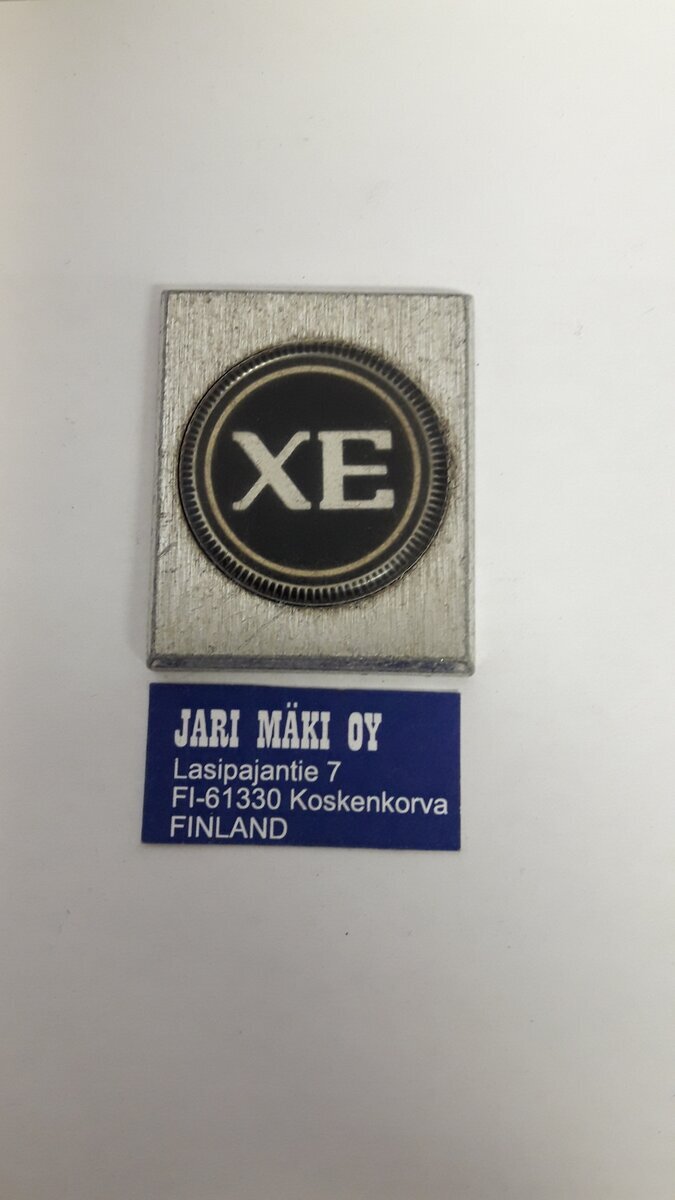 XE
JARI MÄKI OY
Lasipajantie 7
FI-61330 Koskenkorva
FINLAND